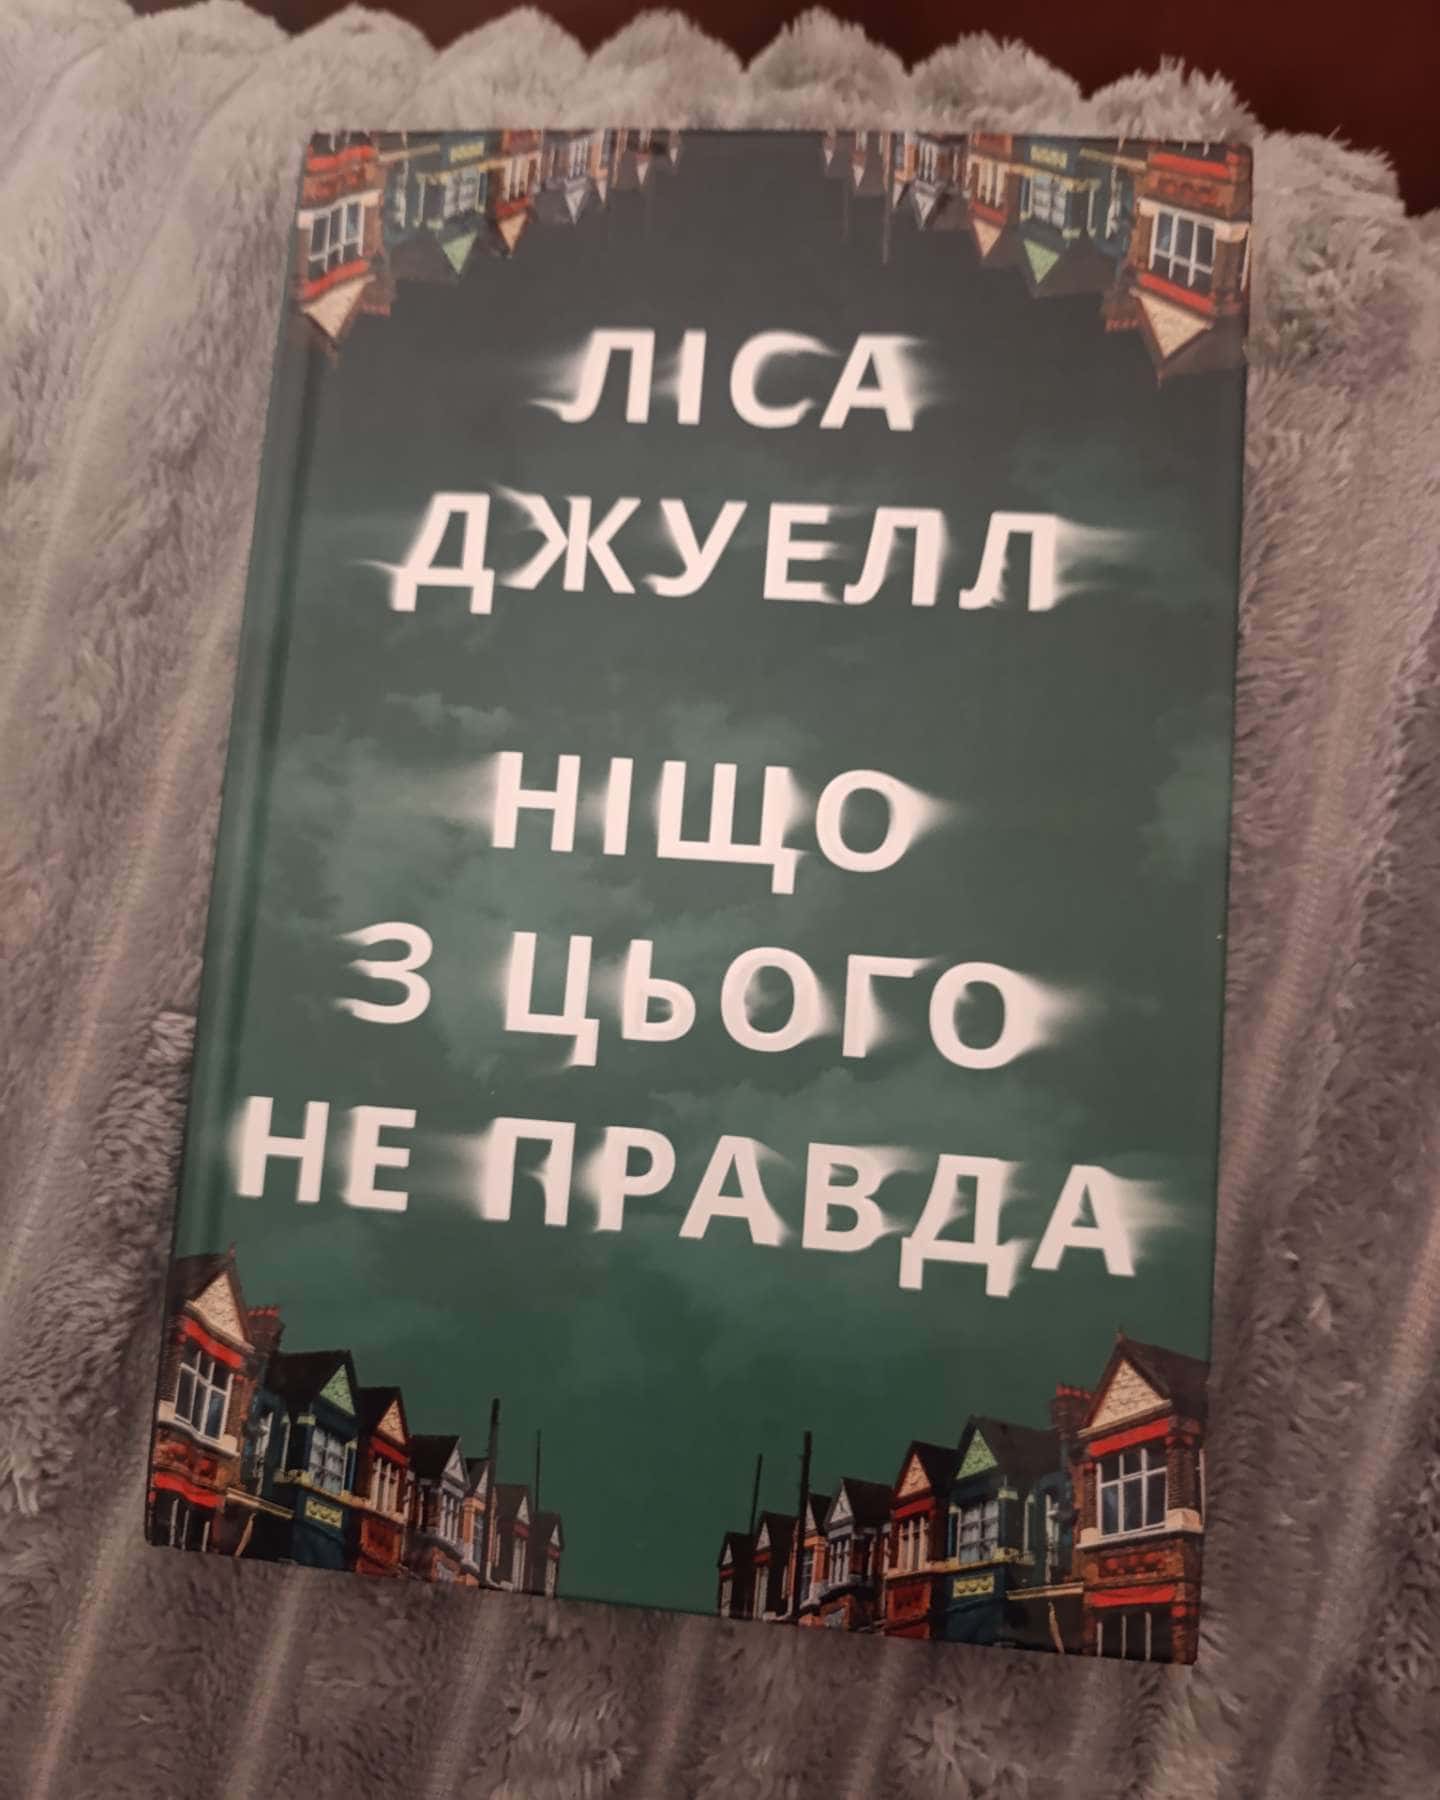 ЛІСА
ДЖУЕЛЛ
НІЩО
З ЦЬОГО
НЕ ПРАВДА